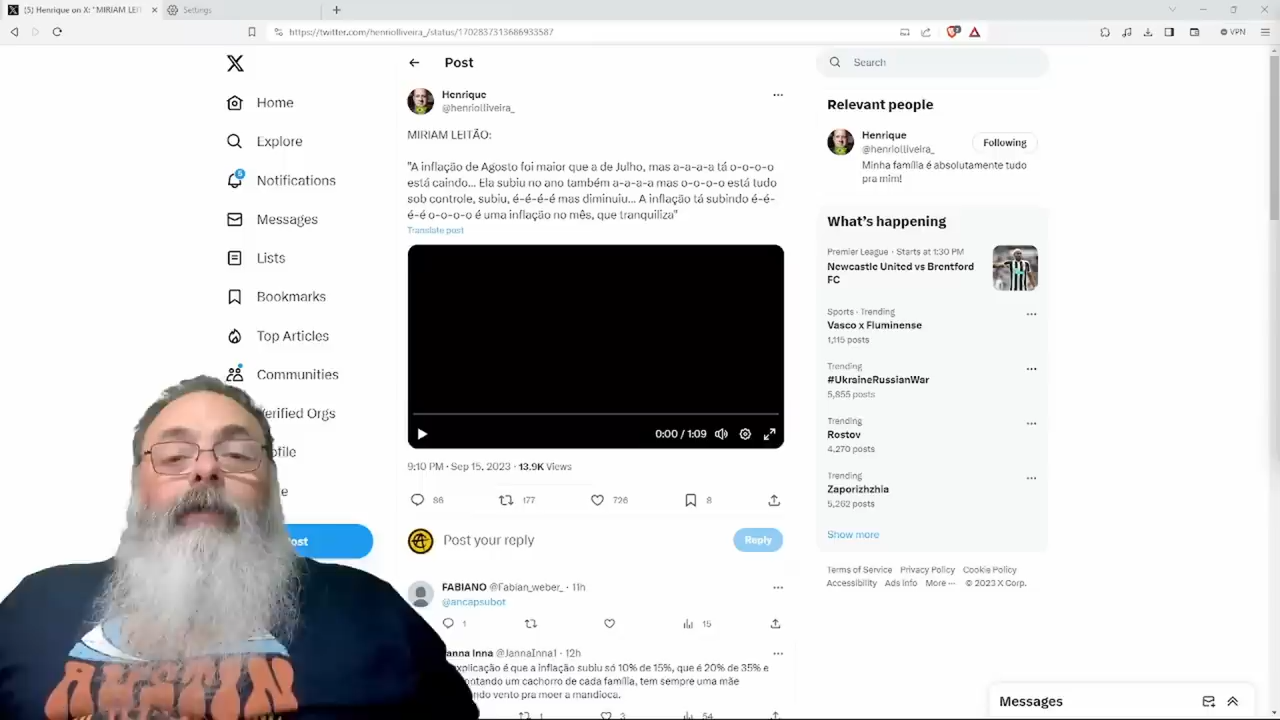 (5) Henrique on X: "MIRIAM LEIT
Settings
https://twitter.com/henriolliveira_/status/1702837313686933587
VPN
Home
Explore
5
Notifications
Messages
Lists
Bookmarks
Top Articles
Communities
Verified Orgs
Post
Henrique
@henriolliveira_
MIRIAM LEITÃO:
"A inflação de Agosto foi maior que a de Julho, mas a-a-a-a tá o-o-o-o
está caindo... Ela subiu no ano também a-a-a-a mas o-o-o-o está tudo
sob controle, subiu, é-é-é-é mas diminuiu... A inflação tá subindo é-é-
é-é o-o-o-o é uma inflação no mês, que tranquiliza"
Translate post
0:00 / 1:09
9:10 PM · Sep 15, 2023 · 13.9K Views
86 177 726 8
Post your reply
Reply
FABIANO @Fabian_weber_ · 11h
@ancapsubot
1 15
anna Inna @JannaInna1 · 12h
xplicação é que a inflação subiu só 10% de 15%, que é 20% de 35% e
otando um cachorro de cada família, tem sempre uma mãe
ndo vento pra moer a mandioca.
1 3 54
Search
Relevant people
Henrique
@henriolliveira_
Following
Minha família é absolutamente tudo
pra mim!
What's happening
Premier League · Starts at 1:30 PM
Newcastle United vs Brentford
FC
Sports · Trending
Vasco x Fluminense
1,115 posts
Trending
#UkraineRussianWar
5,855 posts
Trending
Rostov
4,270 posts
Trending
Zaporizhzhia
5,262 posts
Show more
Terms of Service Privacy Policy Cookie Policy
Accessibility Ads info More ··· © 2023 X Corp.
Messages